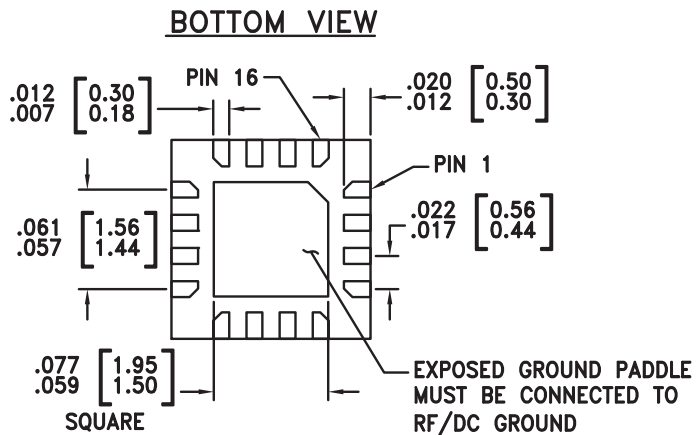 BOTTOM VIEW
PIN 16
.012 [0.30]
.007 [0.18]
.020 [0.50]
.012 [0.30]
PIN 1
.061 [1.56]
.057 [1.44]
.022 [0.56]
.017 [0.44]
.077 [1.95]
.059 [1.50]
SQUARE
EXPOSED GROUND PADDLE
MUST BE CONNECTED TO
RF/DC GROUND